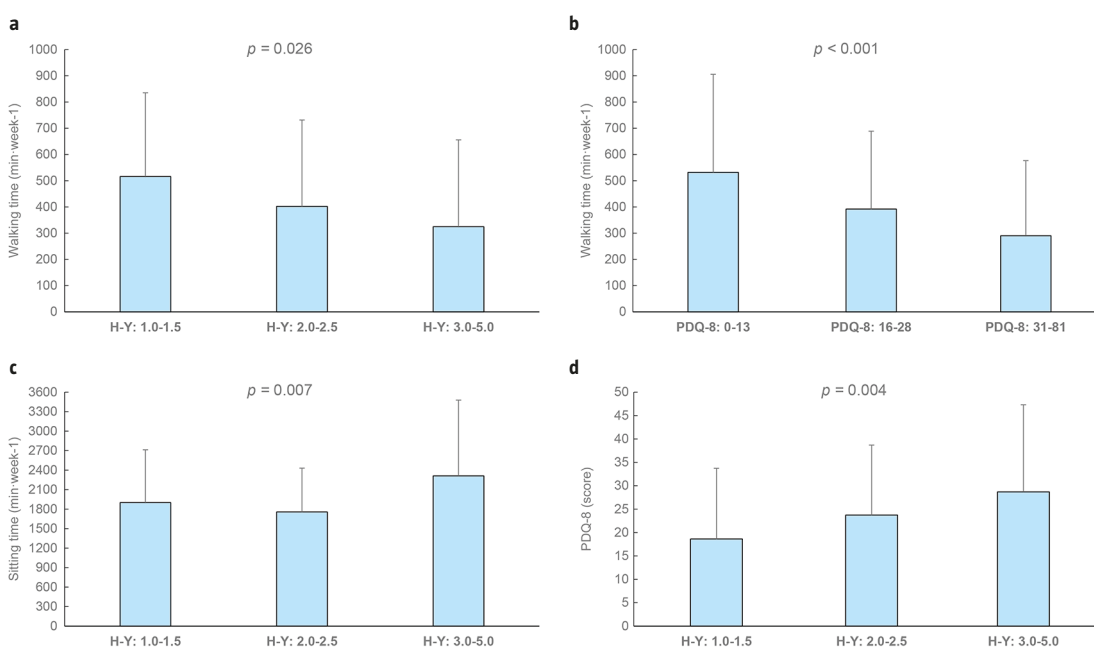 a
p = 0.026
Walking time (min·week-1)
1000
900
800
700
600
500
400
300
200
100
0
H-Y: 1.0-1.5 H-Y: 2.0-2.5 H-Y: 3.0-5.0
b
p < 0.001
Walking time (min·week-1)
1000
900
800
700
600
500
400
300
200
100
0
PDQ-8: 0-13 PDQ-8: 16-28 PDQ-8: 31-81
c
p = 0.007
Sitting time (min·week-1)
3600
3300
3000
2700
2400
2100
1800
1500
1200
900
600
300
0
H-Y: 1.0-1.5 H-Y: 2.0-2.5 H-Y: 3.0-5.0
d
p = 0.004
PDQ-8 (score)
50
45
40
35
30
25
20
15
10
5
0
H-Y: 1.0-1.5 H-Y: 2.0-2.5 H-Y: 3.0-5.0